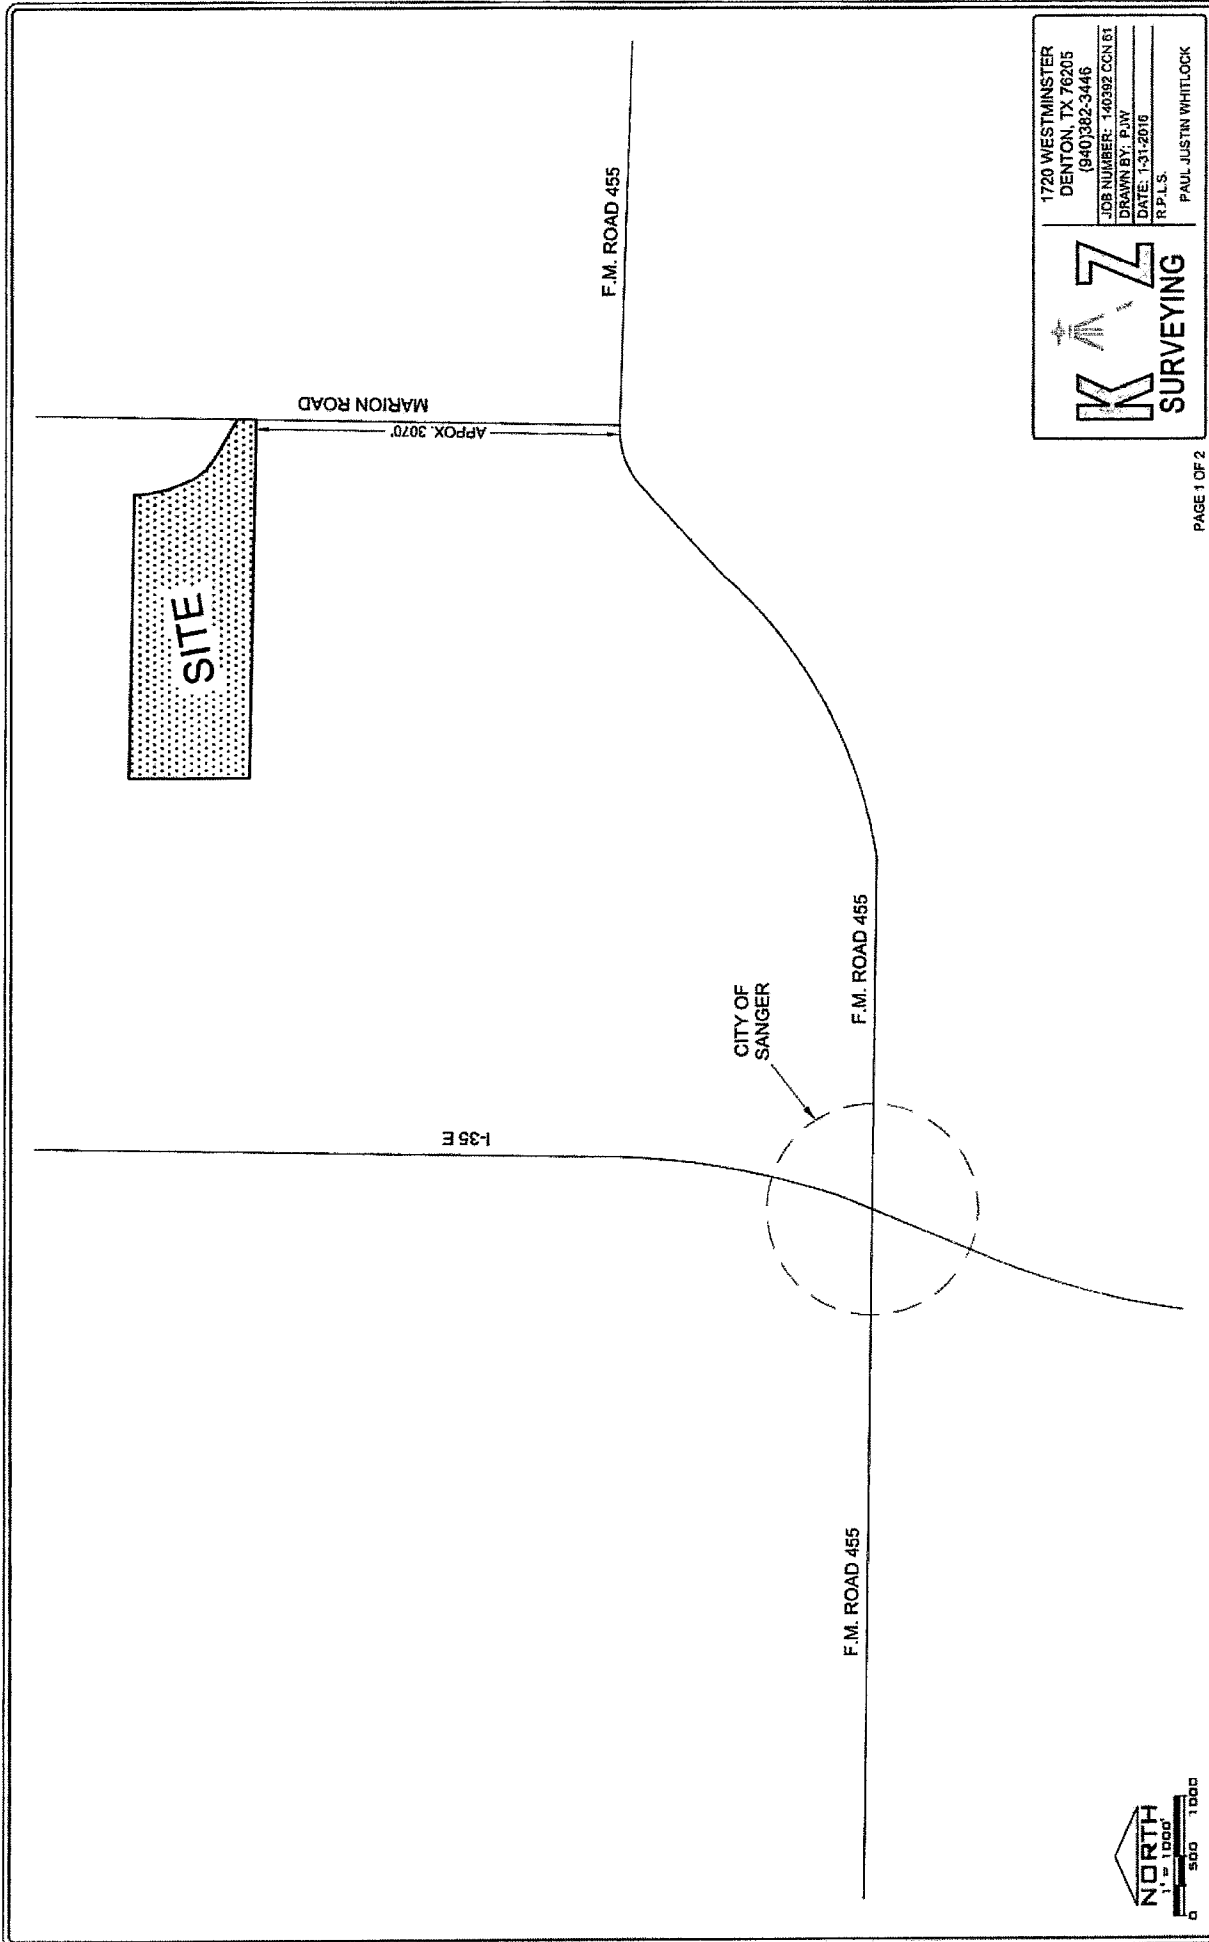 SITE
MARION ROAD
APPOX. 3070'
F.M. ROAD 455
I-35 E
CITY OF
SANGER
F.M. ROAD 455
F.M. ROAD 455
NORTH
1" = 1000'
0 500 1000
K Z
SURVEYING
1720 WESTMINSTER
DENTON, TX 76205
(940)382-3446
JOB NUMBER: 140392 CCN 61
DRAWN BY: PJW
DATE: 1-31-2016
R.P.L.S.
PAUL JUSTIN WHITLOCK
PAGE 1 OF 2